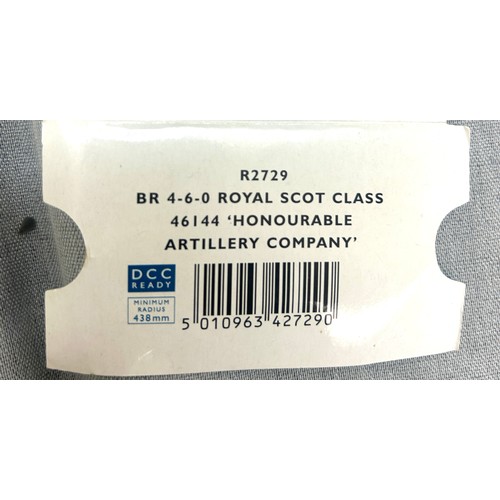 R2729
BR 4-6-0 ROYAL SCOT CLASS
46144 'HONOURABLE
ARTILLERY COMPANY'
DCC
READY
MINIMUM
RADIUS
438mm
5 010963 427290